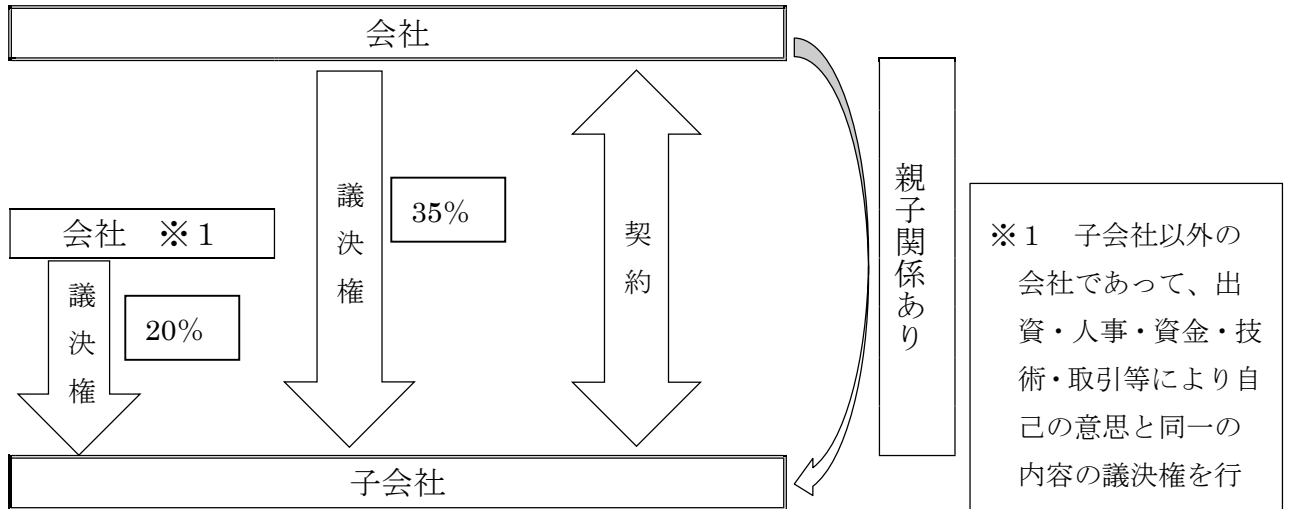 会社
議決権
35%
契約
親子関係あり
会社　※１
議決権
20%
子会社
※１　子会社以外の
会社であって、出
資・人事・資金・技
術・取引等により自
己の意思と同一の
内容の議決権を行